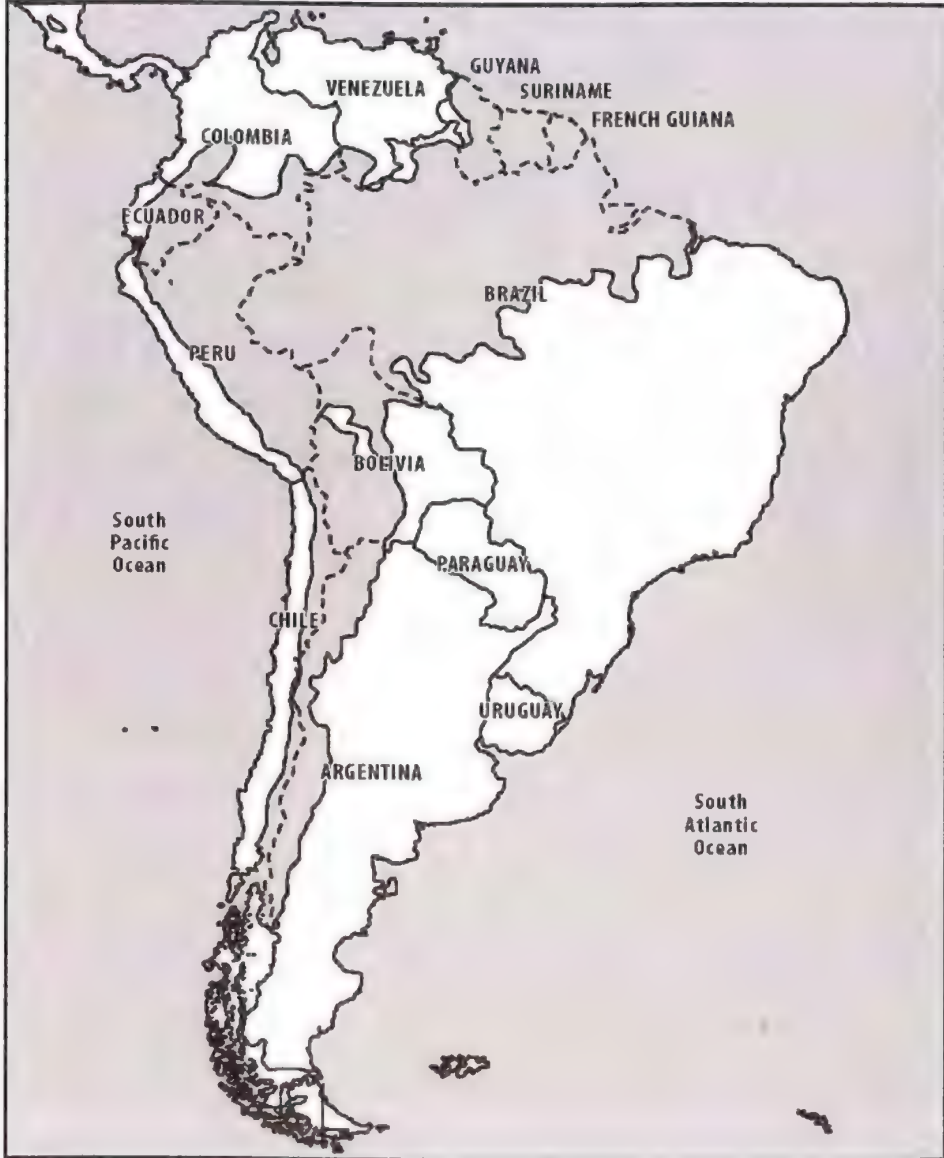 GUYANA
VENEZUELA
SURINAME
FRENCH GUIANA
COLOMBIA
ECUADOR
BRAZIL
PERU
BOLIVIA
South
Pacific
Ocean
PARAGUAY
CHILE
URUGUAY
ARGENTINA
South
Atlantic
Ocean